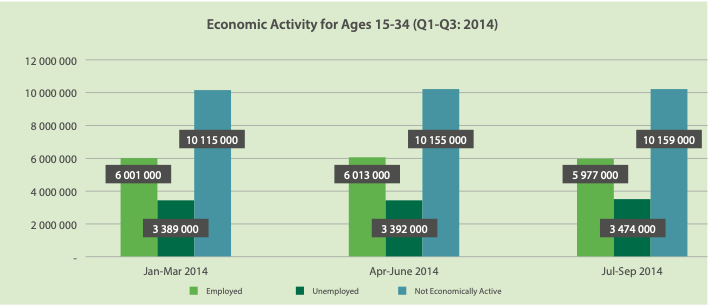 Economic Activity for Ages 15-34 (Q1-Q3: 2014)
12 000 000
10 000 000
8 000 000
6 000 000
4 000 000
2 000 000
-
10 115 000
10 155 000
10 159 000
6 001 000
6 013 000
5 977 000
3 389 000
3 392 000
3 474 000
Jan-Mar 2014
Apr-June 2014
Jul-Sep 2014
Employed
Unemployed
Not Economically Active